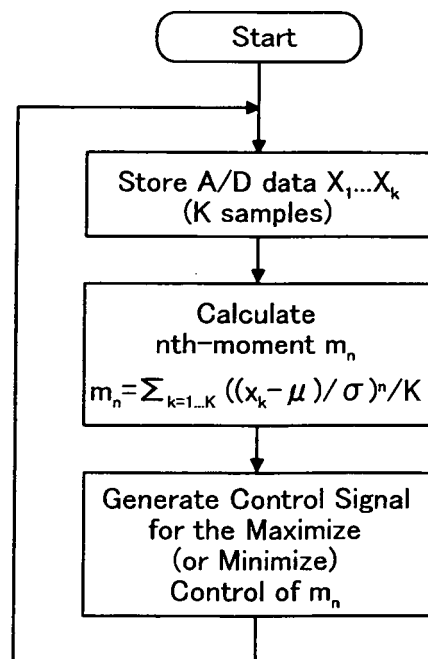 Start
Store A/D data X₁...Xₖ
(K samples)
Calculate
nth-moment mₙ
mₙ=∑ₖ₌₁...K ((xₖ-μ)/σ)ⁿ/K
Generate Control Signal
for the Maximize
(or Minimize)
Control of mₙ